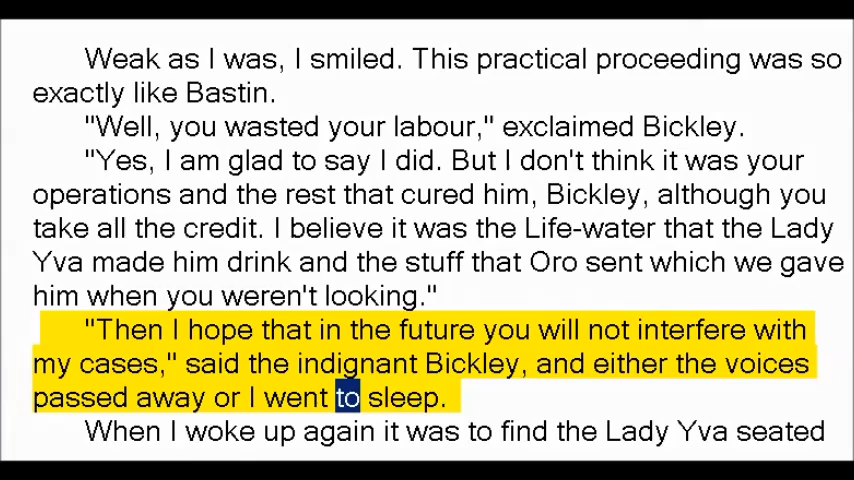 Weak as I was, I smiled. This practical proceeding was so
exactly like Bastin.
"Well, you wasted your labour," exclaimed Bickley.
"Yes, I am glad to say I did. But I don't think it was your
operations and the rest that cured him, Bickley, although you
take all the credit. I believe it was the Life-water that the Lady
Yva made him drink and the stuff that Oro sent which we gave
him when you weren't looking."
"Then I hope that in the future you will not interfere with
my cases," said the indignant Bickley, and either the voices
passed away or I went to sleep.
When I woke up again it was to find the Lady Yva seated